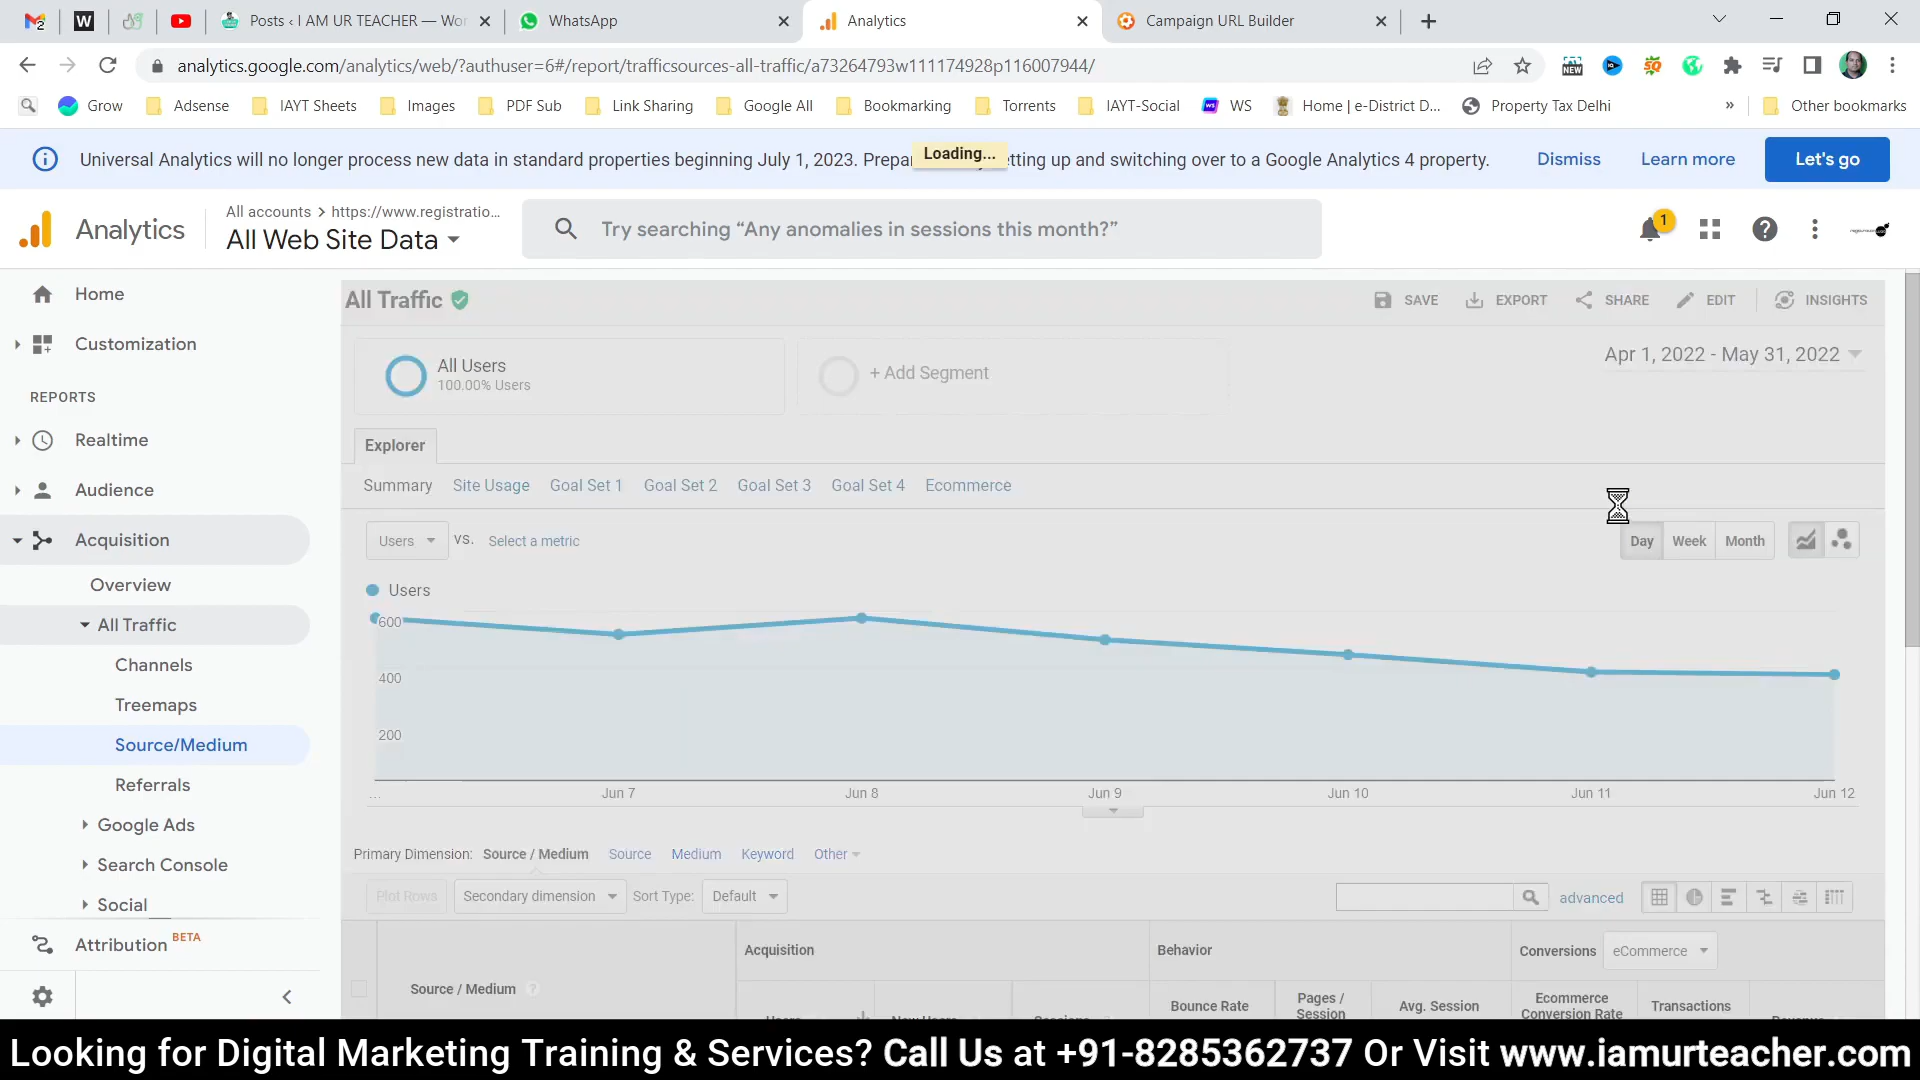 Posts ‹ I AM UR TEACHER — Wor
WhatsApp
Analytics
Campaign URL Builder
analytics.google.com/analytics/web/?authuser=6#/report/trafficsources-all-traffic/a73264793w111174928p116007944/
Grow
Adsense
IAYT Sheets
Images
PDF Sub
Link Sharing
Google All
Bookmarking
Torrents
IAYT-Social
WS
Home | e-District D...
Property Tax Delhi
»
Other bookmarks
Universal Analytics will no longer process new data in standard properties beginning July 1, 2023. Prepar
Loading...
etting up and switching over to a Google Analytics 4 property.
Dismiss
Learn more
Let's go
Analytics
All accounts > https://www.registratio...
All Web Site Data
Try searching “Any anomalies in sessions this month?”
1
Home
Customization
REPORTS
Realtime
Audience
Acquisition
Overview
All Traffic
Channels
Treemaps
Source/Medium
Referrals
Google Ads
Search Console
Social
Attribution BETA
All Traffic
SAVE
EXPORT
SHARE
EDIT
INSIGHTS
All Users
100.00% Users
+ Add Segment
Apr 1, 2022 - May 31, 2022
Explorer
Summary
Site Usage
Goal Set 1
Goal Set 2
Goal Set 3
Goal Set 4
Ecommerce
Users
VS.
Select a metric
Day
Week
Month
Users
600
400
200
...
Jun 7
Jun 8
Jun 9
Jun 10
Jun 11
Jun 12
Primary Dimension:
Source / Medium
Source
Medium
Keyword
Other
Plot Rows
Secondary dimension
Sort Type:
Default
advanced
Acquisition
Behavior
Conversions
eCommerce
Source / Medium
?
Bounce Rate
Pages /
Session
Avg. Session
Ecommerce
Conversion Rate
Transactions
Looking for Digital Marketing Training & Services? Call Us at +91-8285362737 Or Visit www.iamurteacher.com